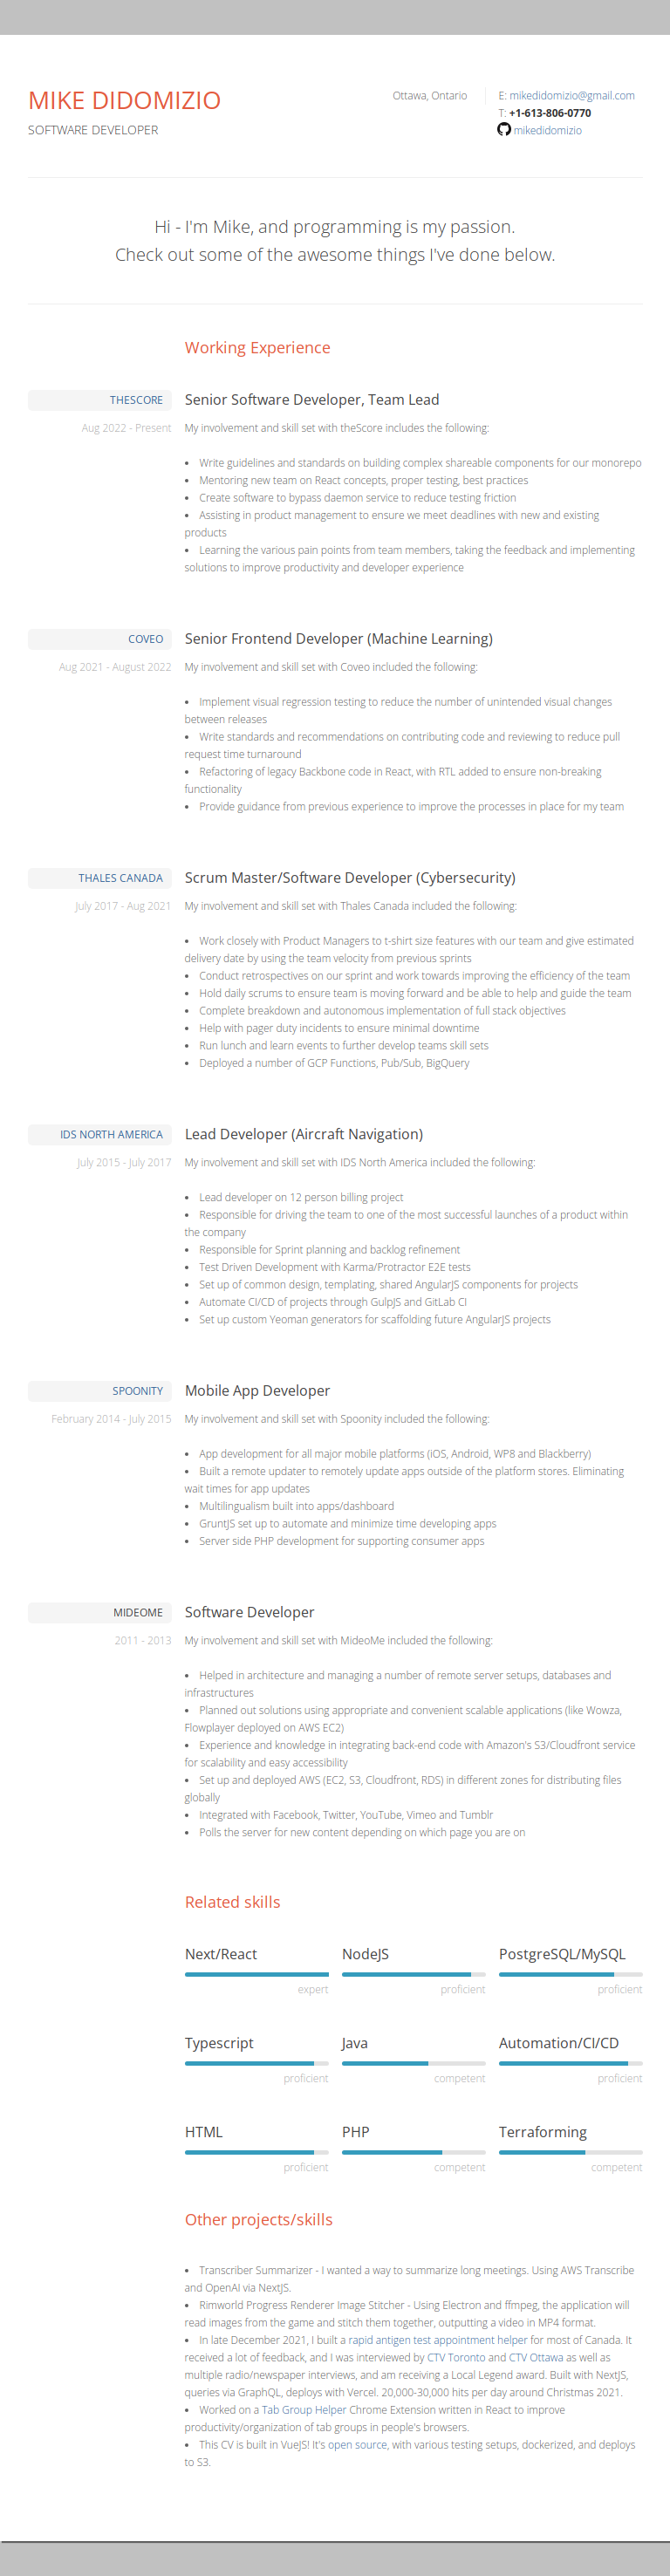 MIKE DIDOMIZIO
SOFTWARE DEVELOPER
Ottawa, Ontario
E: mikedidomizio@gmail.com
T: +1-613-806-0770
mikedidomizio
Hi - I'm Mike, and programming is my passion.
Check out some of the awesome things I've done below.
Working Experience
THESCORE
Aug 2022 - Present
Senior Software Developer, Team Lead
My involvement and skill set with theScore includes the following:
• Write guidelines and standards on building complex shareable components for our monorepo
• Mentoring new team on React concepts, proper testing, best practices
• Create software to bypass daemon service to reduce testing friction
• Assisting in product management to ensure we meet deadlines with new and existing
products
• Learning the various pain points from team members, taking the feedback and implementing
solutions to improve productivity and developer experience
COVEO
Aug 2021 - August 2022
Senior Frontend Developer (Machine Learning)
My involvement and skill set with Coveo included the following:
• Implement visual regression testing to reduce the number of unintended visual changes
between releases
• Write standards and recommendations on contributing code and reviewing to reduce pull
request time turnaround
• Refactoring of legacy Backbone code in React, with RTL added to ensure non-breaking
functionality
• Provide guidance from previous experience to improve the processes in place for my team
THALES CANADA
July 2017 - Aug 2021
Scrum Master/Software Developer (Cybersecurity)
My involvement and skill set with Thales Canada included the following:
• Work closely with Product Managers to t-shirt size features with our team and give estimated
delivery date by using the team velocity from previous sprints
• Conduct retrospectives on our sprint and work towards improving the efficiency of the team
• Hold daily scrums to ensure team is moving forward and be able to help and guide the team
• Complete breakdown and autonomous implementation of full stack objectives
• Help with pager duty incidents to ensure minimal downtime
• Run lunch and learn events to further develop teams skill sets
• Deployed a number of GCP Functions, Pub/Sub, BigQuery
IDS NORTH AMERICA
July 2015 - July 2017
Lead Developer (Aircraft Navigation)
My involvement and skill set with IDS North America included the following:
• Lead developer on 12 person billing project
• Responsible for driving the team to one of the most successful launches of a product within
the company
• Responsible for Sprint planning and backlog refinement
• Test Driven Development with Karma/Protractor E2E tests
• Set up of common design, templating, shared AngularJS components for projects
• Automate CI/CD of projects through GulpJS and GitLab CI
• Set up custom Yeoman generators for scaffolding future AngularJS projects
SPOONITY
February 2014 - July 2015
Mobile App Developer
My involvement and skill set with Spoonity included the following:
• App development for all major mobile platforms (iOS, Android, WP8 and Blackberry)
• Built a remote updater to remotely update apps outside of the platform stores. Eliminating
wait times for app updates
• Multilingualism built into apps/dashboard
• GruntJS set up to automate and minimize time developing apps
• Server side PHP development for supporting consumer apps
MIDEOME
2011 - 2013
Software Developer
My involvement and skill set with MideoMe included the following:
• Helped in architecture and managing a number of remote server setups, databases and
infrastructures
• Planned out solutions using appropriate and convenient scalable applications (like Wowza,
Flowplayer deployed on AWS EC2)
• Experience and knowledge in integrating back-end code with Amazon's S3/Cloudfront service
for scalability and easy accessibility
• Set up and deployed AWS (EC2, S3, Cloudfront, RDS) in different zones for distributing files
globally
• Integrated with Facebook, Twitter, YouTube, Vimeo and Tumblr
• Polls the server for new content depending on which page you are on
Related skills
Next/React
expert
NodeJS
proficient
PostgreSQL/MySQL
proficient
Typescript
proficient
Java
competent
Automation/CI/CD
proficient
HTML
proficient
PHP
competent
Terraforming
competent
Other projects/skills
• Transcriber Summarizer - I wanted a way to summarize long meetings. Using AWS Transcribe
and OpenAI via NextJS.
• Rimworld Progress Renderer Image Stitcher - Using Electron and ffmpeg, the application will
read images from the game and stitch them together, outputting a video in MP4 format.
• In late December 2021, I built a rapid antigen test appointment helper for most of Canada. It
received a lot of feedback, and I was interviewed by CTV Toronto and CTV Ottawa as well as
multiple radio/newspaper interviews, and am receiving a Local Legend award. Built with NextJS,
queries via GraphQL, deploys with Vercel. 20,000-30,000 hits per day around Christmas 2021.
• Worked on a Tab Group Helper Chrome Extension written in React to improve
productivity/organization of tab groups in people's browsers.
• This CV is built in VueJS! It's open source, with various testing setups, dockerized, and deploys
to S3.